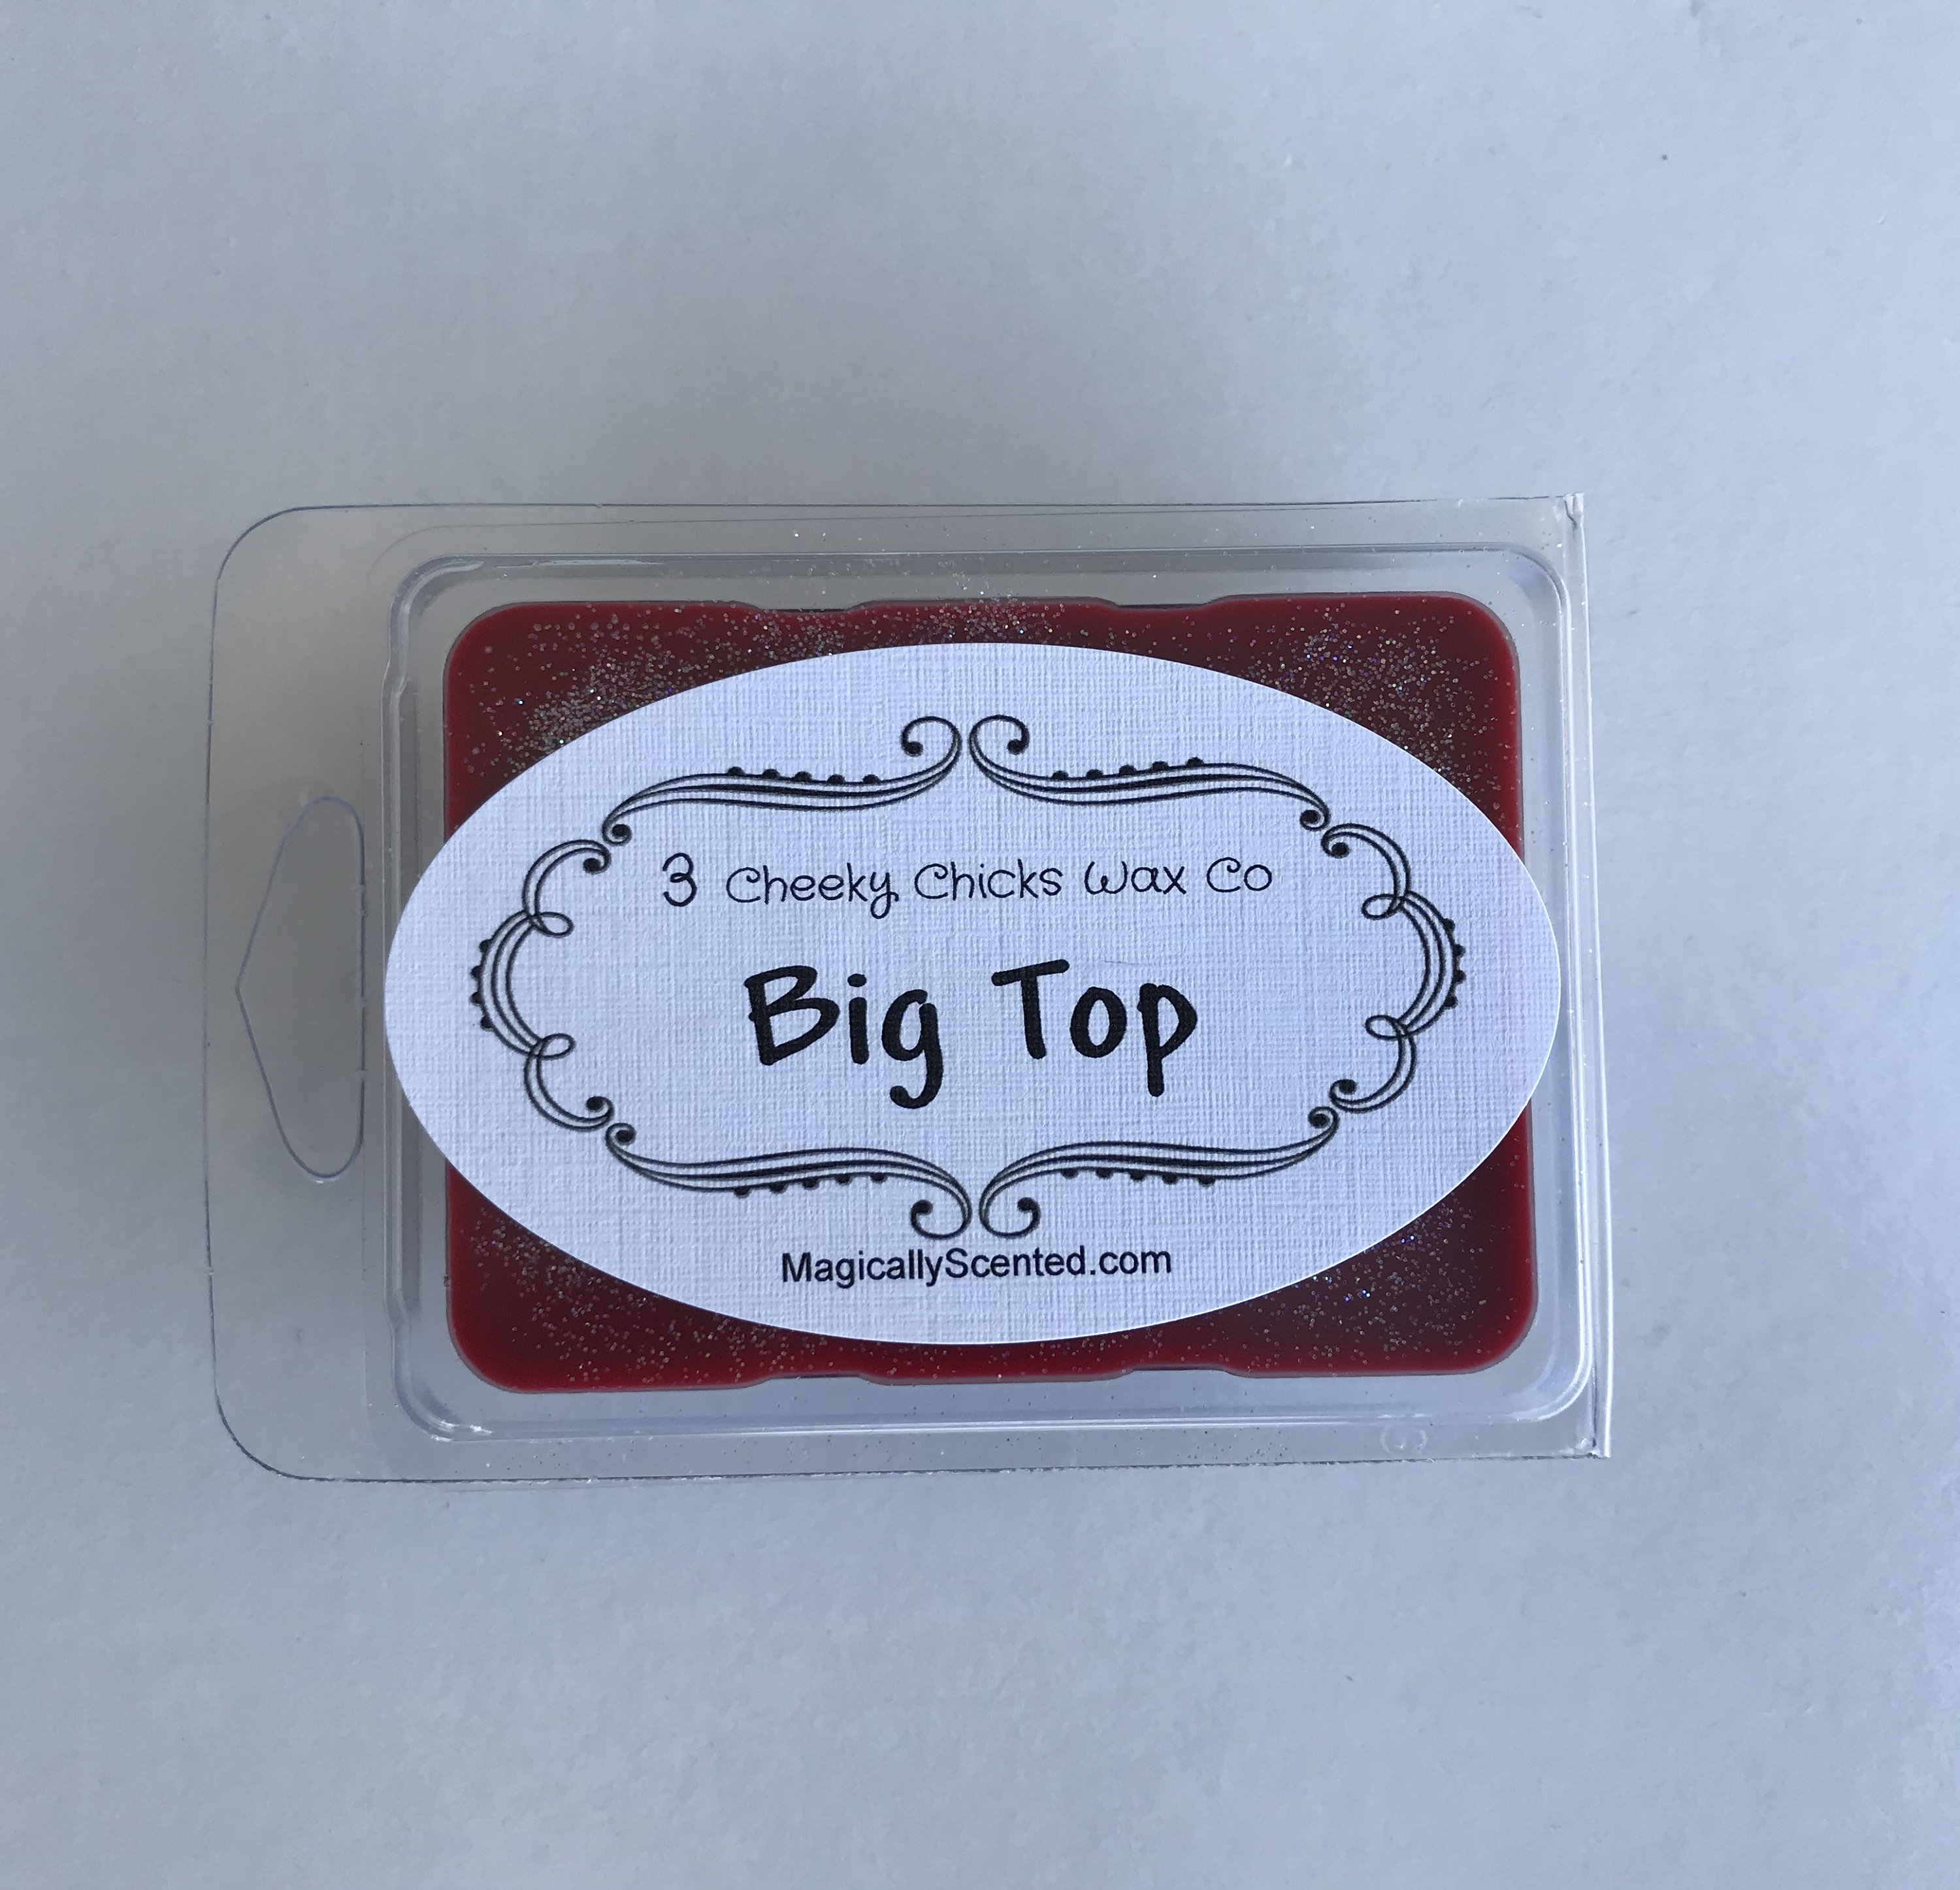 3 Cheeky Chicks Wax Co
Big Top
MagicallyScented.com